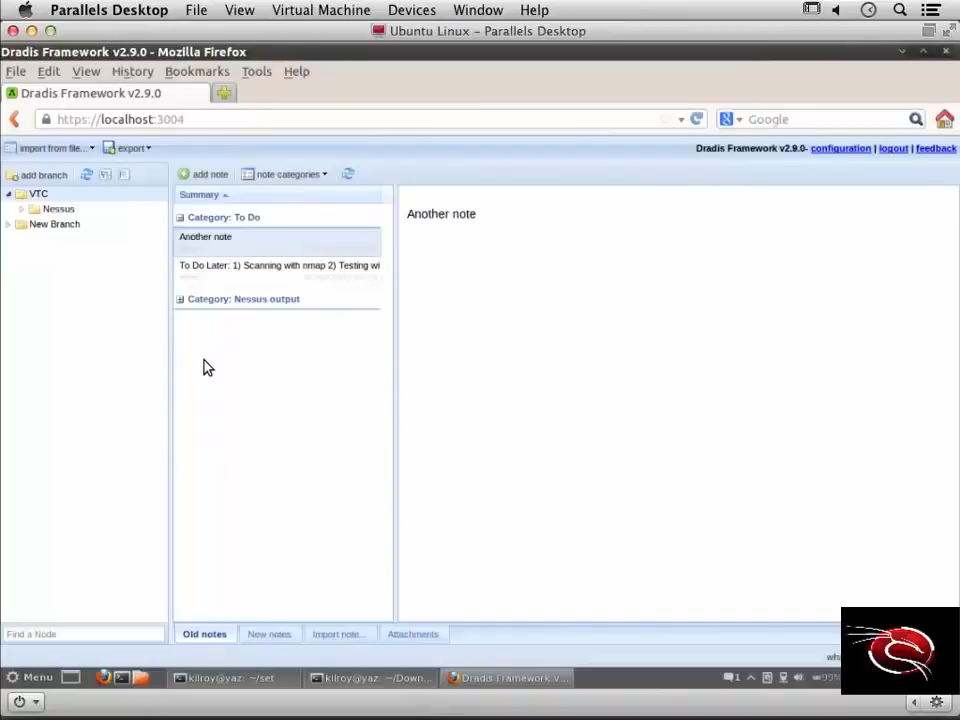 Parallels Desktop File View Virtual Machine Devices Window Help
Ubuntu Linux – Parallels Desktop
Dradis Framework v2.9.0 - Mozilla Firefox
File Edit View History Bookmarks Tools Help
Dradis Framework v2.9.0
https://localhost:3004
Google
import from file... export
Dradis Framework v2.9.0- configuration | logout | feedback
add branch
add note note categories
VTC
Nessus
New Branch
Summary
Category: To Do
Another note
To Do Later: 1) Scanning with nmap 2) Testing wi
Category: Nessus output
Another note
Find a Node
Old notes New notes Import note... Attachments
Menu kilroy@yaz: ~/set kilroy@yaz: ~/Down... Dradis Framework v... 1